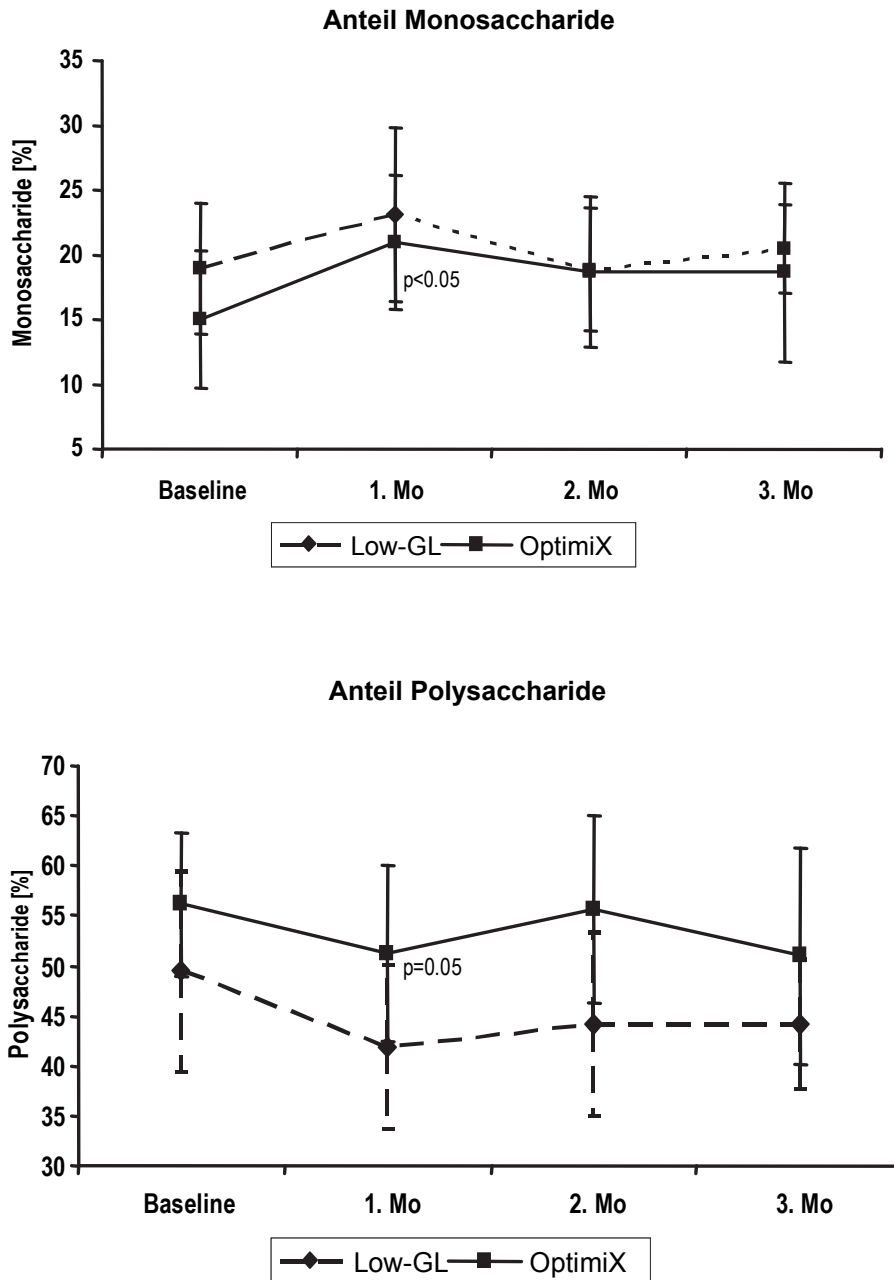 Anteil Monosaccharide
Monosaccharide [%]
35
30
25
20
15
10
5
p<0.05
Baseline 1. Mo 2. Mo 3. Mo
Low-GL OptimiX
Anteil Polysaccharide
Polysaccharide [%]
70
65
60
55
50
45
40
35
30
p=0.05
Baseline 1. Mo 2. Mo 3. Mo
Low-GL OptimiX